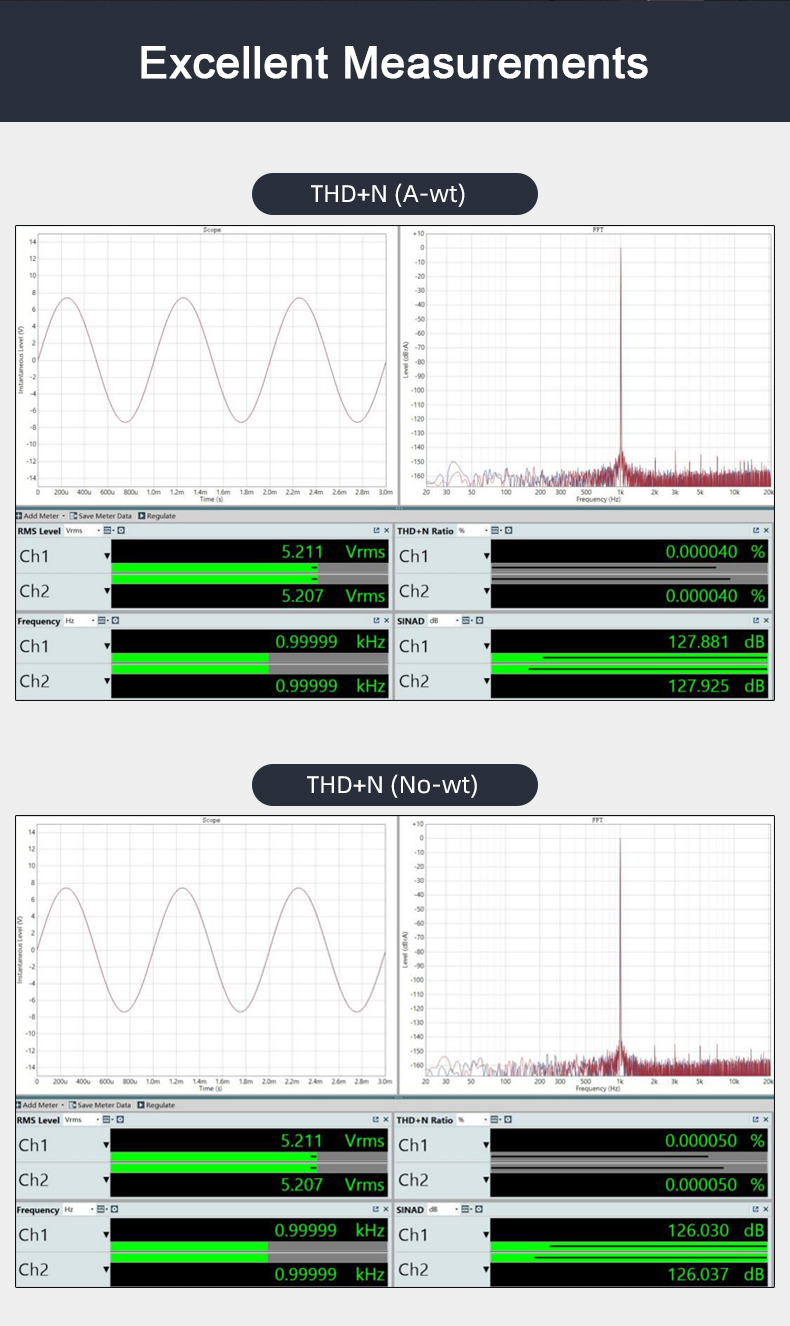 Excellent Measurements
THD+N (A-wt)
Scope
Instantaneous Level (V)
14
12
10
8
6
4
2
0
-2
-4
-6
-8
-10
-12
-14
0 200u 400u 600u 800u 1.0m 1.2m 1.4m 1.6m 1.8m 2.0m 2.2m 2.4m 2.6m 2.8m 3.0m
Time (s)
FFT
Level (dBrA)
+10
0
-10
-20
-30
-40
-50
-60
-70
-80
-90
-100
-110
-120
-130
-140
-150
-160
20 30 50 100 200 300 500 1k 2k 3k 5k 10k 20k
Frequency (Hz)
Add Meter Save Meter Data Regulate
RMS Level Vrms
Ch1 5.211 Vrms
Ch2 5.207 Vrms
THD+N Ratio %
Ch1 0.000040 %
Ch2 0.000040 %
Frequency Hz
Ch1 0.99999 kHz
Ch2 0.99999 kHz
SINAD dB
Ch1 127.881 dB
Ch2 127.925 dB
THD+N (No-wt)
Scope
Instantaneous Level (V)
14
12
10
8
6
4
2
0
-2
-4
-6
-8
-10
-12
-14
0 200u 400u 600u 800u 1.0m 1.2m 1.4m 1.6m 1.8m 2.0m 2.2m 2.4m 2.6m 2.8m 3.0m
Time (s)
FFT
Level (dBrA)
+10
0
-10
-20
-30
-40
-50
-60
-70
-80
-90
-100
-110
-120
-130
-140
-150
-160
20 30 50 100 200 300 500 1k 2k 3k 5k 10k 20k
Frequency (Hz)
Add Meter Save Meter Data Regulate
RMS Level Vrms
Ch1 5.211 Vrms
Ch2 5.207 Vrms
THD+N Ratio %
Ch1 0.000050 %
Ch2 0.000050 %
Frequency Hz
Ch1 0.99999 kHz
Ch2 0.99999 kHz
SINAD dB
Ch1 126.030 dB
Ch2 126.037 dB